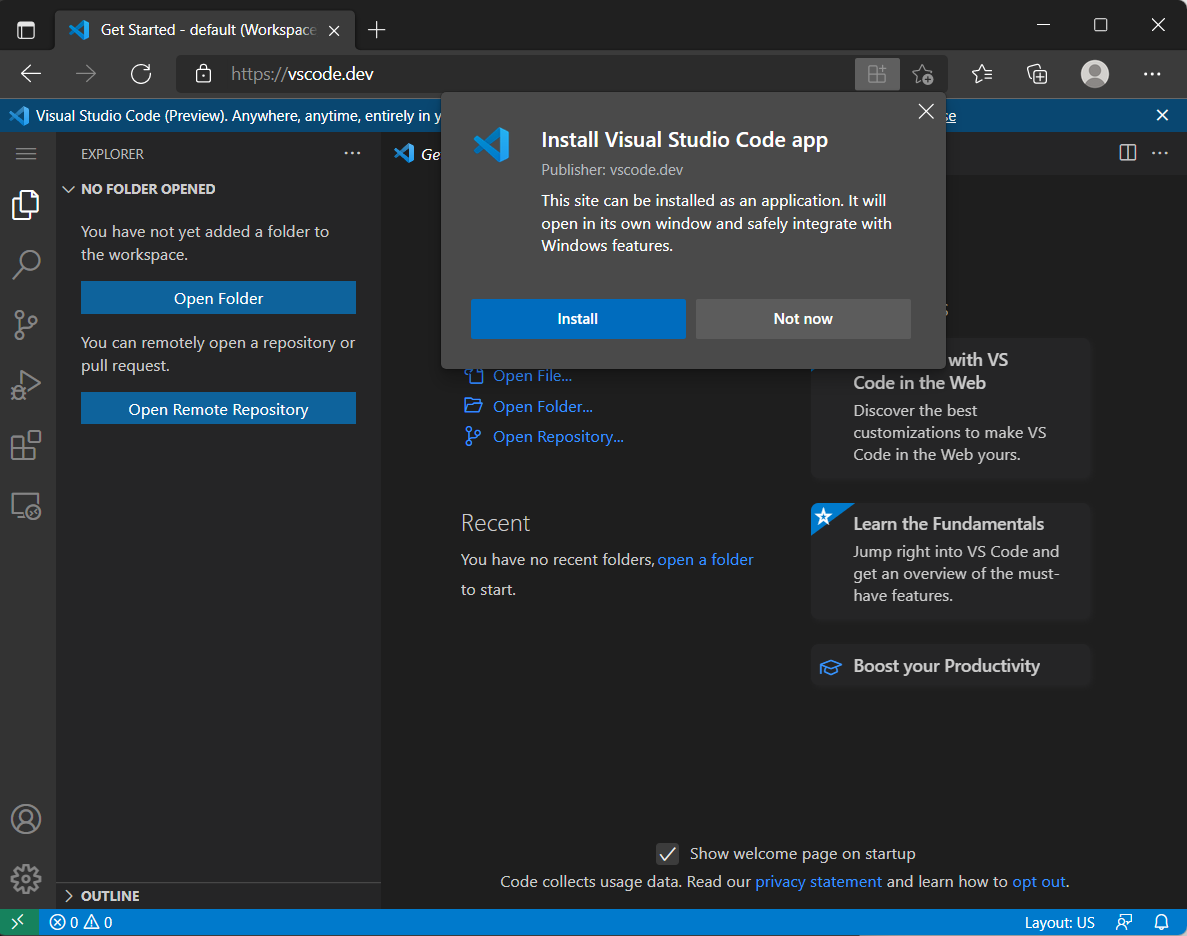 Get Started - default (Workspace
https://vscode.dev
Visual Studio Code (Preview). Anywhere, anytime, entirely in y
Install Visual Studio Code app
Publisher: vscode.dev
This site can be installed as an application. It will
open in its own window and safely integrate with
Windows features.
Install
Not now
EXPLORER
NO FOLDER OPENED
You have not yet added a folder to
the workspace.
Open Folder
You can remotely open a repository or
pull request.
Open Remote Repository
OUTLINE
Ge
Open File...
Open Folder...
Open Repository...
Recent
You have no recent folders, open a folder
to start.
with VS
Code in the Web
Discover the best
customizations to make VS
Code in the Web yours.
Learn the Fundamentals
Jump right into VS Code and
get an overview of the must-
have features.
Boost your Productivity
Show welcome page on startup
Code collects usage data. Read our privacy statement and learn how to opt out.
0 0
Layout: US